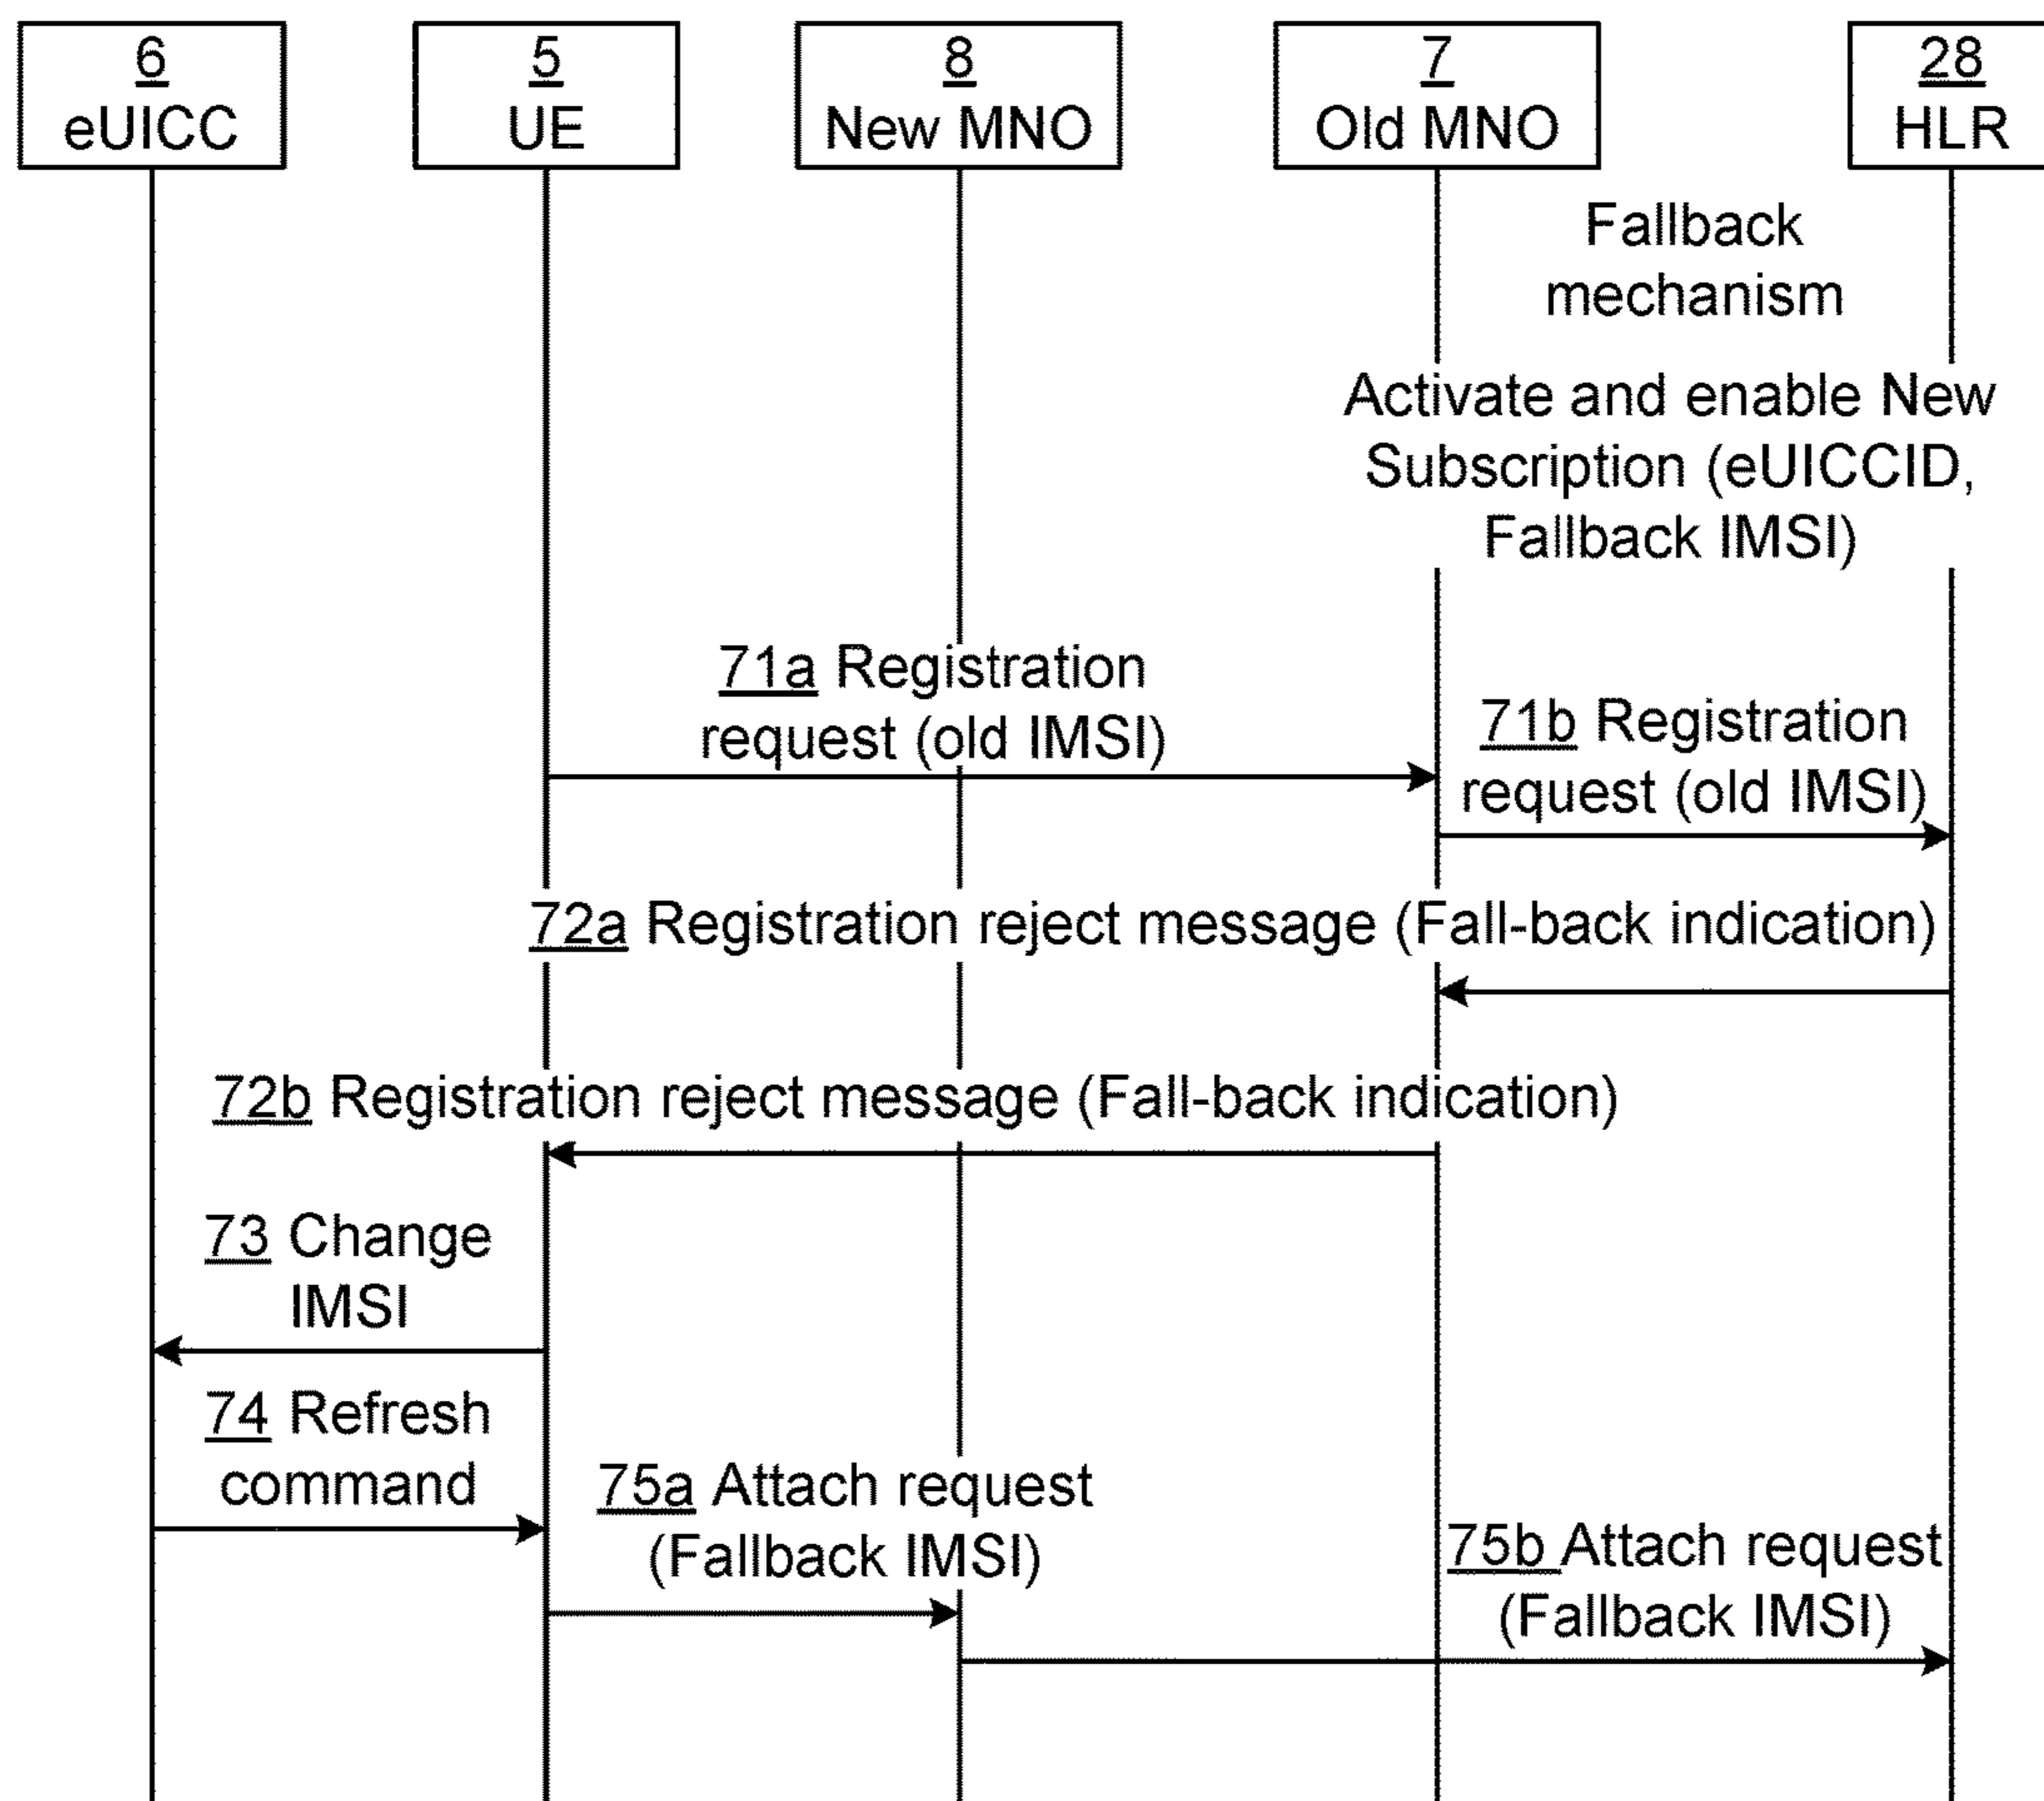 6
eUICC
5
UE
8
New MNO
7
Old MNO
28
HLR
Fallback
mechanism
Activate and enable New
Subscription (eUICCID,
Fallback IMSI)
71a Registration
request (old IMSI)
71b Registration
request (old IMSI)
72a Registration reject message (Fall-back indication)
72b Registration reject message (Fall-back indication)
73 Change
IMSI
74 Refresh
command
75a Attach request
(Fallback IMSI)
75b Attach request
(Fallback IMSI)